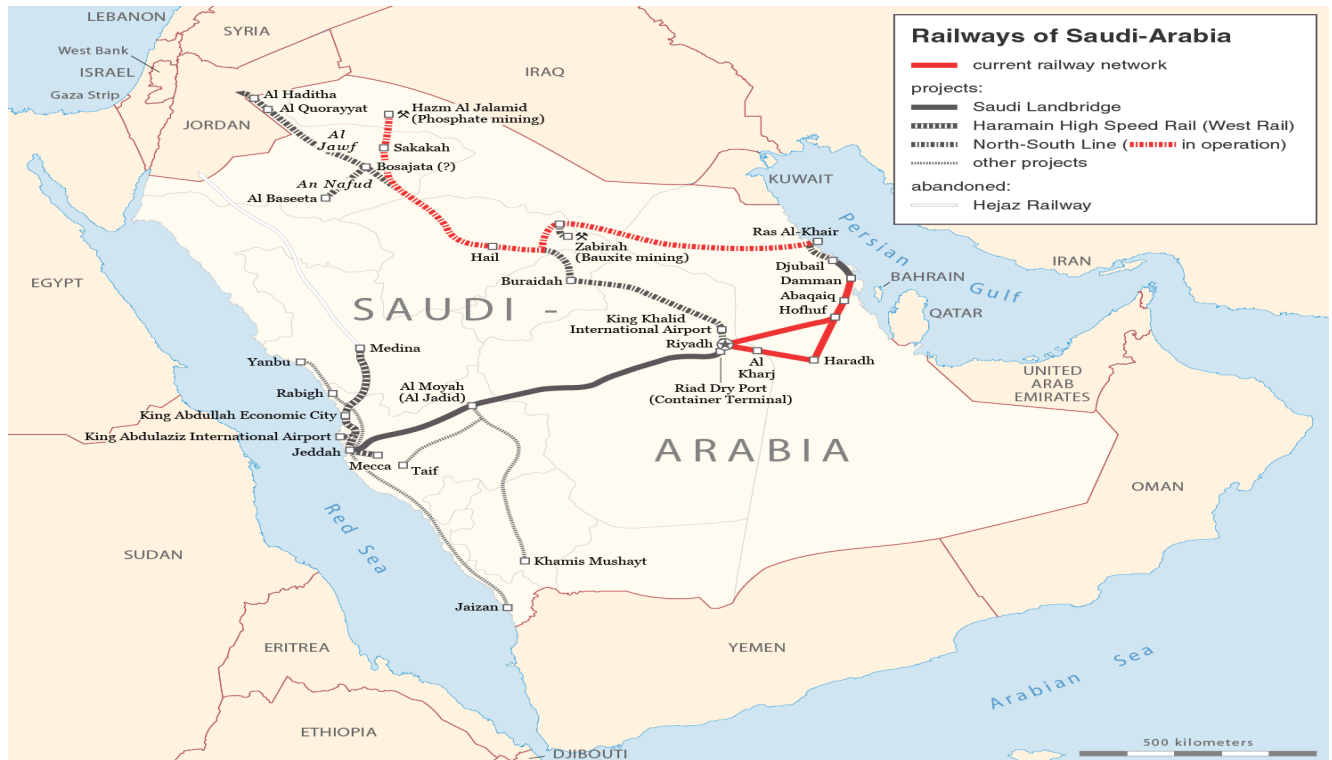 LEBANON
SYRIA
West Bank
ISRAEL
Gaza Strip
IRAQ
JORDAN
Al Haditha
Al Quorayyat
Hazm Al Jalamid
(Phosphate mining)
Al
Jawf
Sakakah
Bosajata (?)
An Nafud
Al Baseeta
Railways of Saudi-Arabia
current railway network
projects:
Saudi Landbridge
Haramain High Speed Rail (West Rail)
North-South Line ( in operation)
other projects
abandoned:
Hejaz Railway
KUWAIT
Persian
Gulf
IRAN
Ras Al-Khair
Zabirah
(Bauxite mining)
Hail
Djubail
Damman
BAHRAIN
Buraidah
Abaqaiq
Hofhuf
QATAR
EGYPT
SAUDI -
King Khalid
International Airport
Riyadh
Medina
Yanbu
Al
Kharj
Haradh
Al Moyah
(Al Jadid)
Riad Dry Port
(Container Terminal)
UNITED
ARAB
EMIRATES
Rabigh
King Abdullah Economic City
King Abdulaziz International Airport
Jeddah
Mecca
Taif
ARABIA
OMAN
Red Sea
SUDAN
Khamis Mushayt
Jaizan
ERITREA
YEMEN
Arabian Sea
ETHIOPIA
DJIBOUTI
500 kilometers